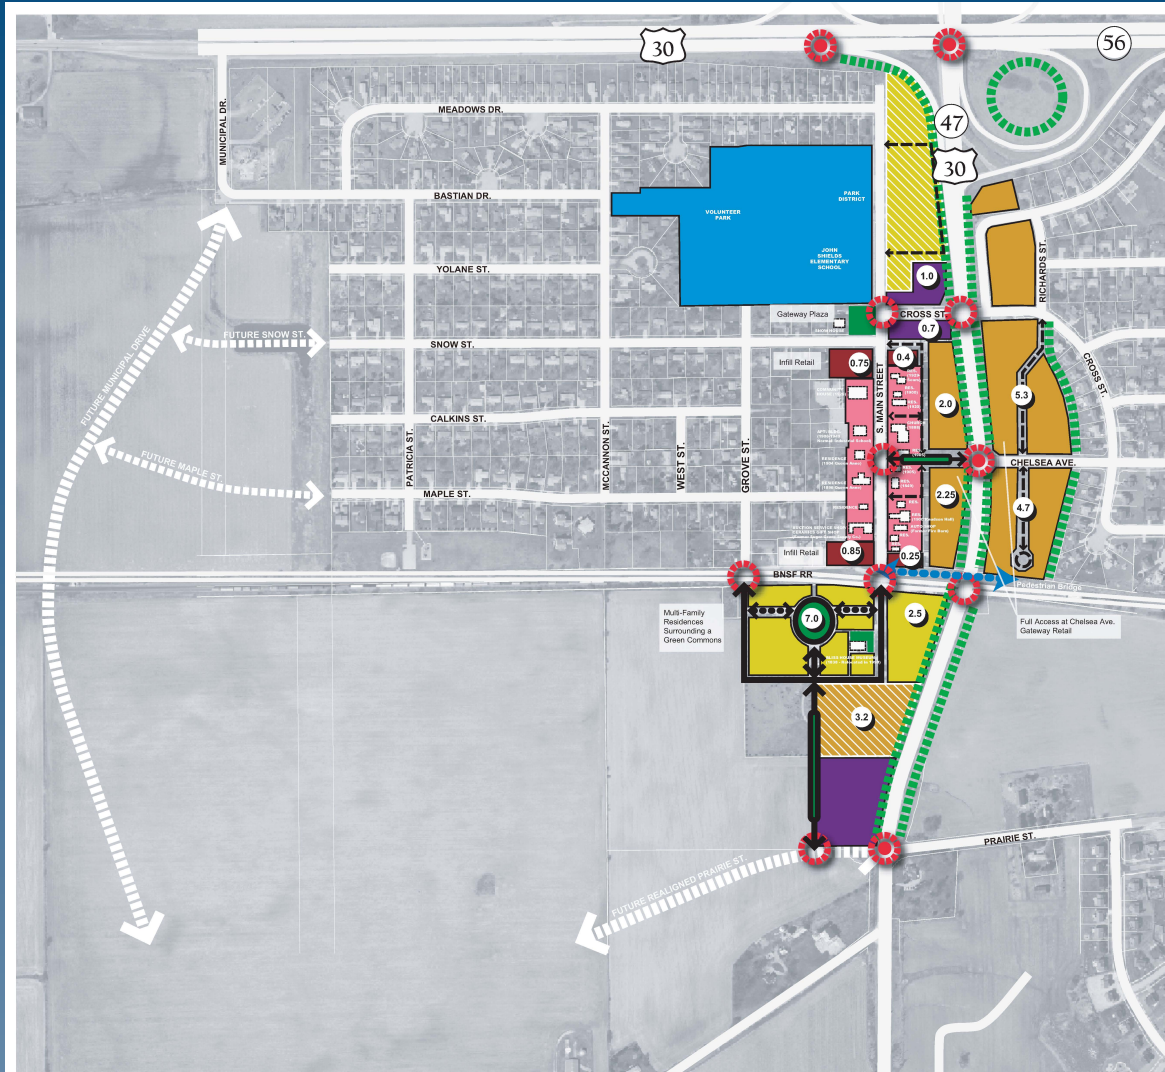 30
56
MEADOWS DR.
MUNICIPAL DR.
47
30
BASTIAN DR.
PARK
DISTRICT
VOLUNTEER
PARK
JOHN
SHIELDS
ELEMENTARY
SCHOOL
RICHARDS ST.
YOLANE ST.
1.0
Gateway Plaza
CROSS ST.
0.7
FUTURE SNOW ST.
SNOW ST.
FUTURE MUNICIPAL DRIVE
Infill Retail
0.75
0.4
S. MAIN STREET
CROSS ST.
2.0
5.3
CALKINS ST.
PATRICIA ST.
MCCANNON ST.
WEST ST.
GROVE ST.
FUTURE MAPLE ST.
CHELSEA AVE.
MAPLE ST.
2.25
4.7
Infill Retail
0.85
0.25
BNSF RR
Pedestrian Bridge
Multi-Family
Residences
Surrounding a
Green Commons
7.0
2.5
Full Access at Chelsea Ave.
Gateway Retail
3.2
PRAIRIE ST.
FUTURE REALIGNED PRAIRIE ST.